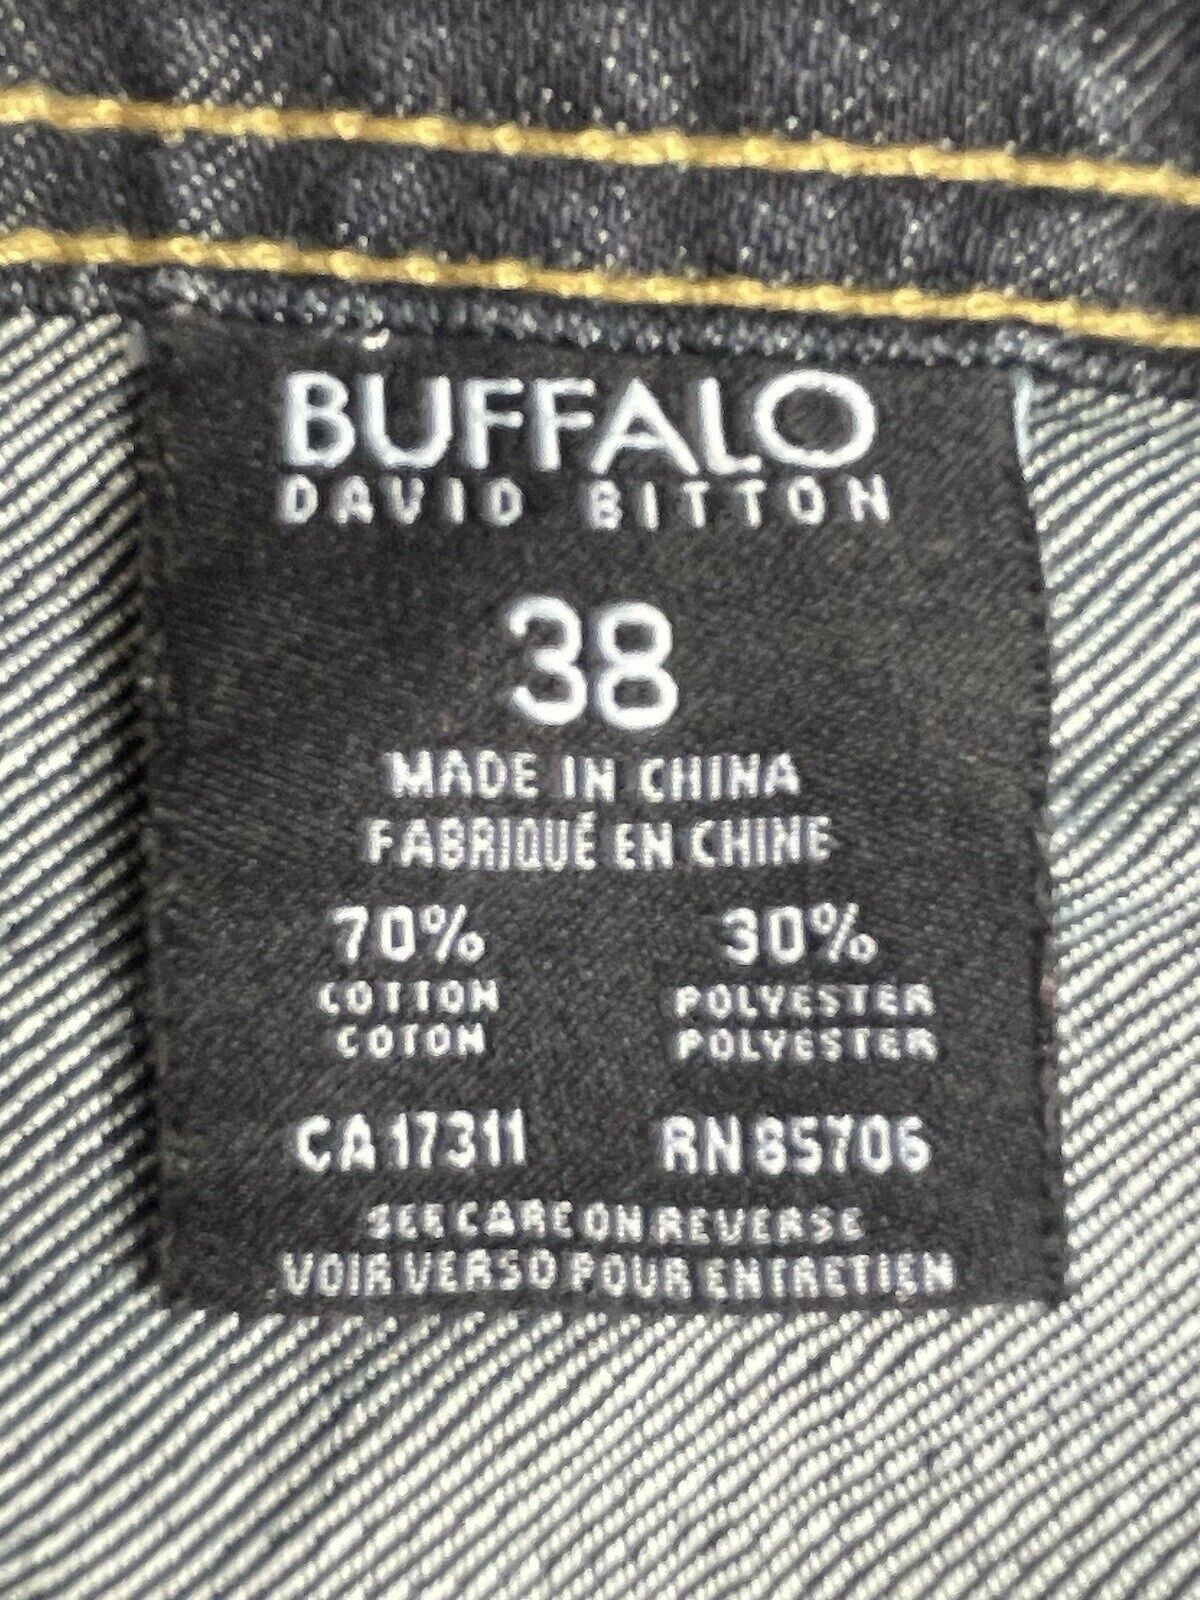 BUFFALO
DAVID BITTON
38
MADE IN CHINA
FABRIQUÉ EN CHINE
70% 30%
COTTON POLYESTER
COTON POLYESTER
CA 17311 RN 85706
SEE CARE ON REVERSE
VOIR VERSO POUR ENTRETIEN